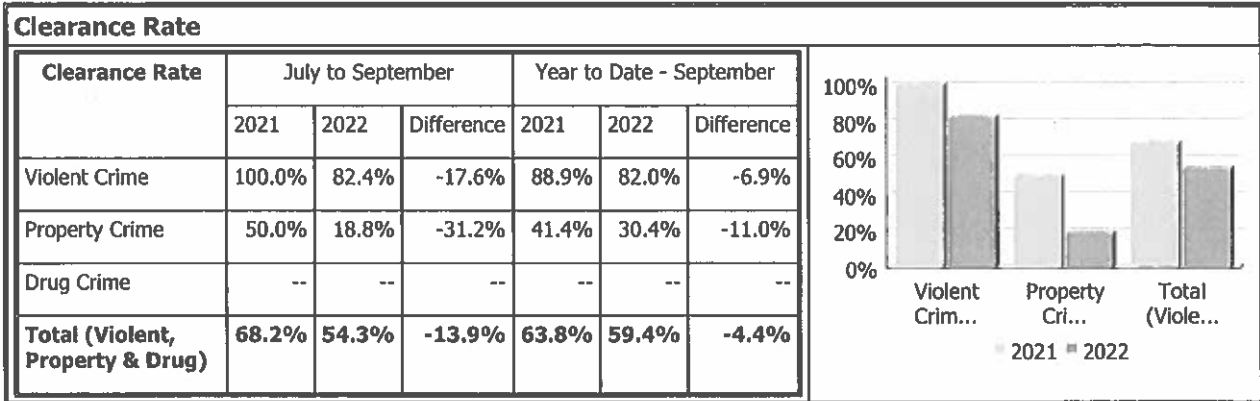 Clearance Rate
Clearance Rate July to September Year to Date - September
2021 2022 Difference 2021 2022 Difference
Violent Crime 100.0% 82.4% -17.6% 88.9% 82.0% -6.9%
Property Crime 50.0% 18.8% -31.2% 41.4% 30.4% -11.0%
Drug Crime -- -- -- -- -- --
Total (Violent, 68.2% 54.3% -13.9% 63.8% 59.4% -4.4%
Property & Drug)
100%
80%
60%
40%
20%
0%
Violent Property Total
Crim... Cri... (Viole...
2021 2022